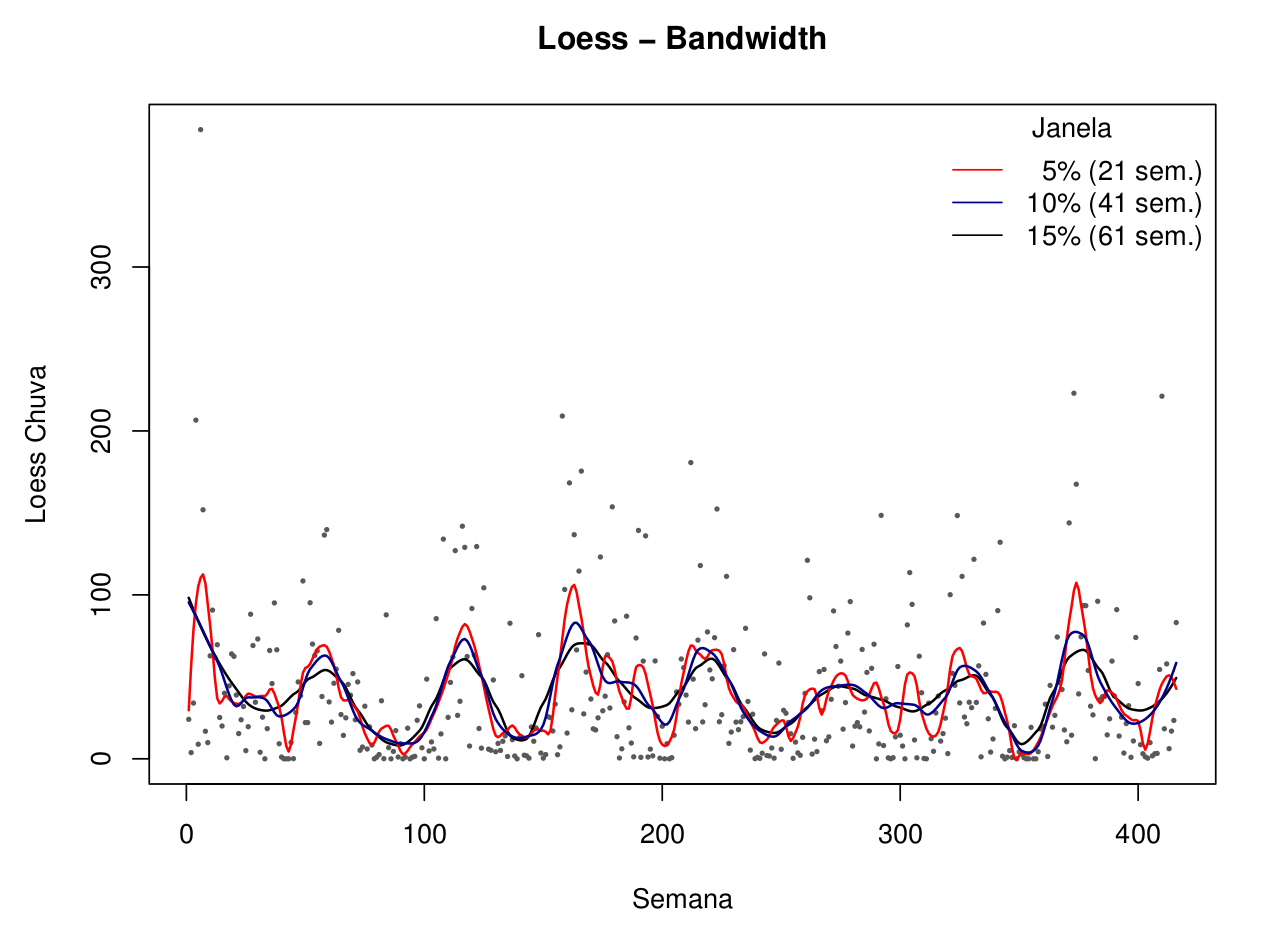 Loess – Bandwidth
Janela
5% (21 sem.)
10% (41 sem.)
15% (61 sem.)
Loess Chuva
300
200
100
0
0 100 200 300 400
Semana